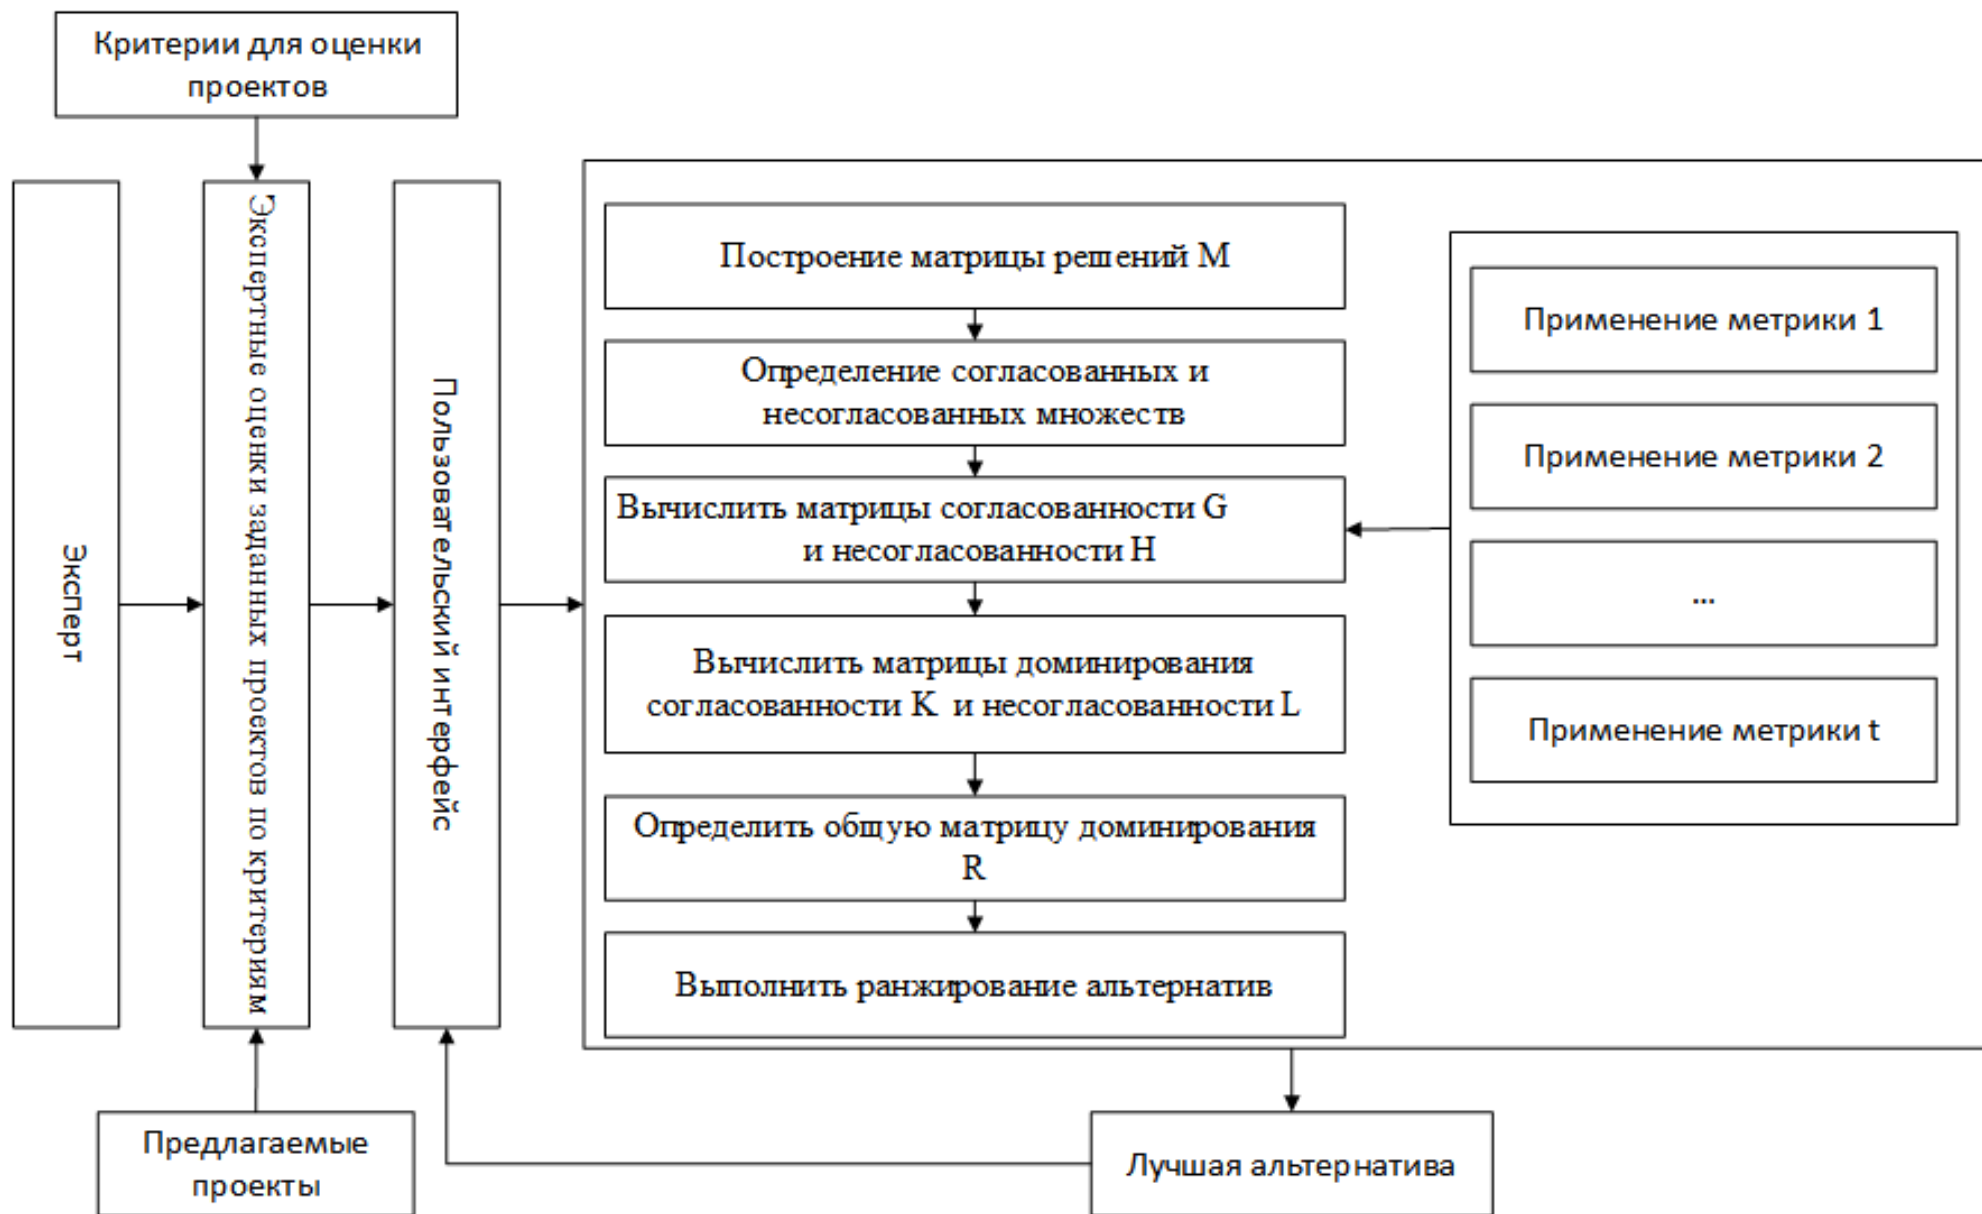 Критерии для оценки
проектов
Эксперт
Экспертные оценки заданных проектов по критериям
Пользовательский интерфейс
Построение матрицы решений M
Определение согласованных и
несогласованных множеств
Вычислить матрицы согласованности G
и несогласованности H
Вычислить матрицы доминирования
согласованности K и несогласованности L
Определить общую матрицу доминирования
R
Выполнить ранжирование альтернатив
Применение метрики 1
Применение метрики 2
...
Применение метрики t
Предлагаемые
проекты
Лучшая альтернатива